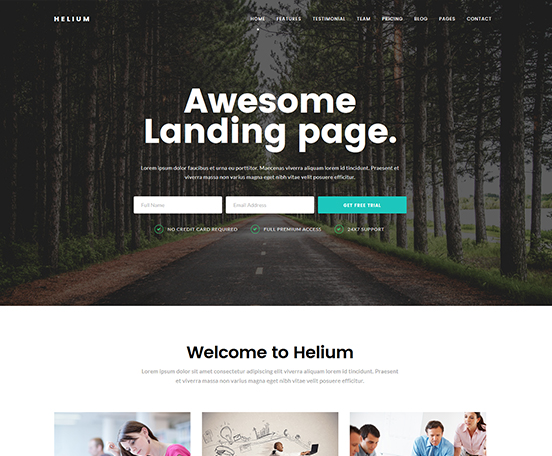 HELIUM
HOME FEATURES TESTIMONIAL TEAM PRICING BLOG PAGES CONTACT
Awesome
Landing page.
Lorem ipsum dolor faucibus et urna eu porttitor. Maecenas viverra aliquam lorem id tincidunt. Praesent et
viverra massa non varius magna eget nibh vitae velit posuere efficitur.
Full Name Email Address GET FREE TRIAL
NO CREDIT CARD REQUIRED FULL PREMIUM ACCESS 24X7 SUPPORT
Welcome to Helium
Lorem ipsum dolor sit amet consectetur adipiscing elit dapibus lorem id tincidunt. Praesent
et viverra massa non varius magna eget nibh vitae velit posuere efficitur.